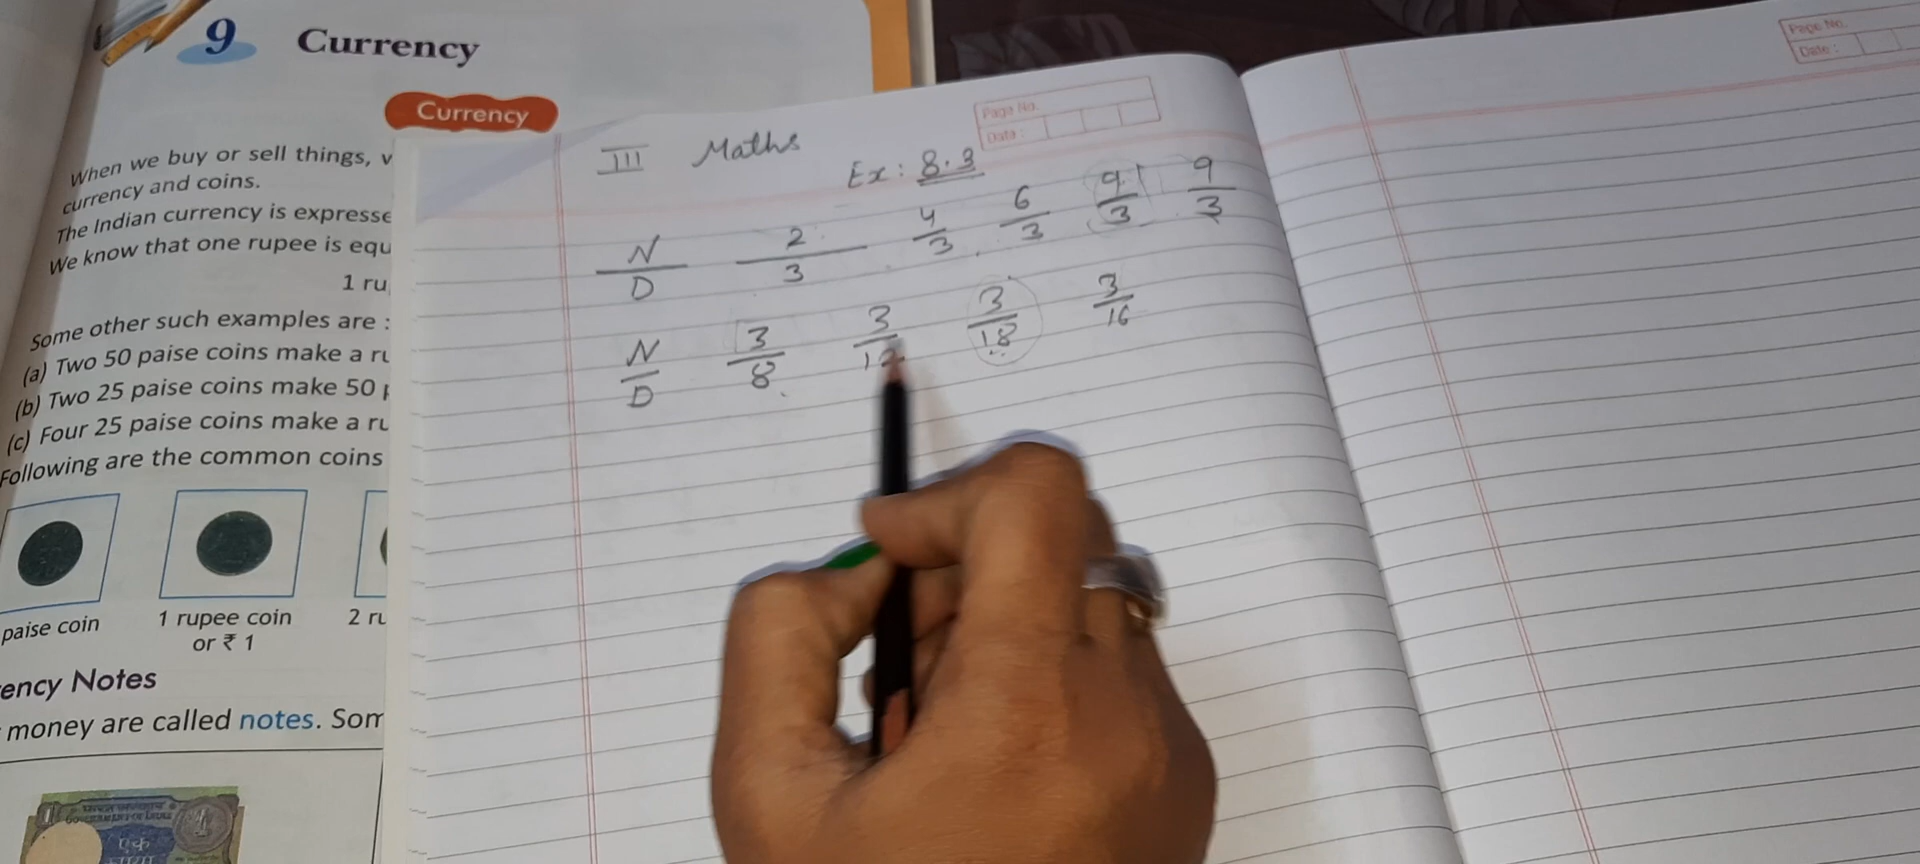 9 Currency
Currency
When we buy or sell things,
currency and coins.
The Indian currency is expresse
We know that one rupee is equ
1 ru
Some other such examples are :
(a) Two 50 paise coins make a ru
(b) Two 25 paise coins make 50
(c) Four 25 paise coins make a ru
Following are the common coins
paise coin
1 rupee coin
or ₹ 1
2 ru
ency Notes
money are called notes. Som
Page No.
Date :
III Maths
Ex: 8.3
N/D 2/3 4/3 6/3 9/3 9/3
N/D 3/8 3/12 3/18 3/16
Page No.
Date :